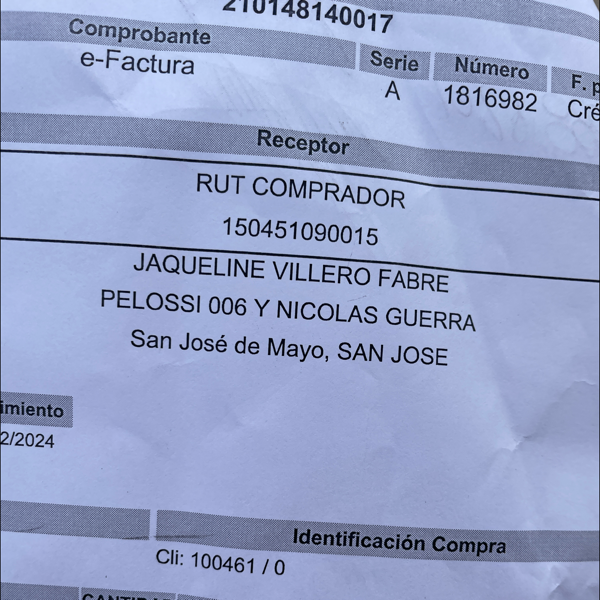 210148140017
Comprobante Serie Número F. p
e-Factura A 1816982 Cré
Receptor
RUT COMPRADOR
150451090015
JAQUELINE VILLERO FABRE
PELOSSI 006 Y NICOLAS GUERRA
San José de Mayo, SAN JOSE
imiento
2/2024
Identificación Compra
Cli: 100461 / 0